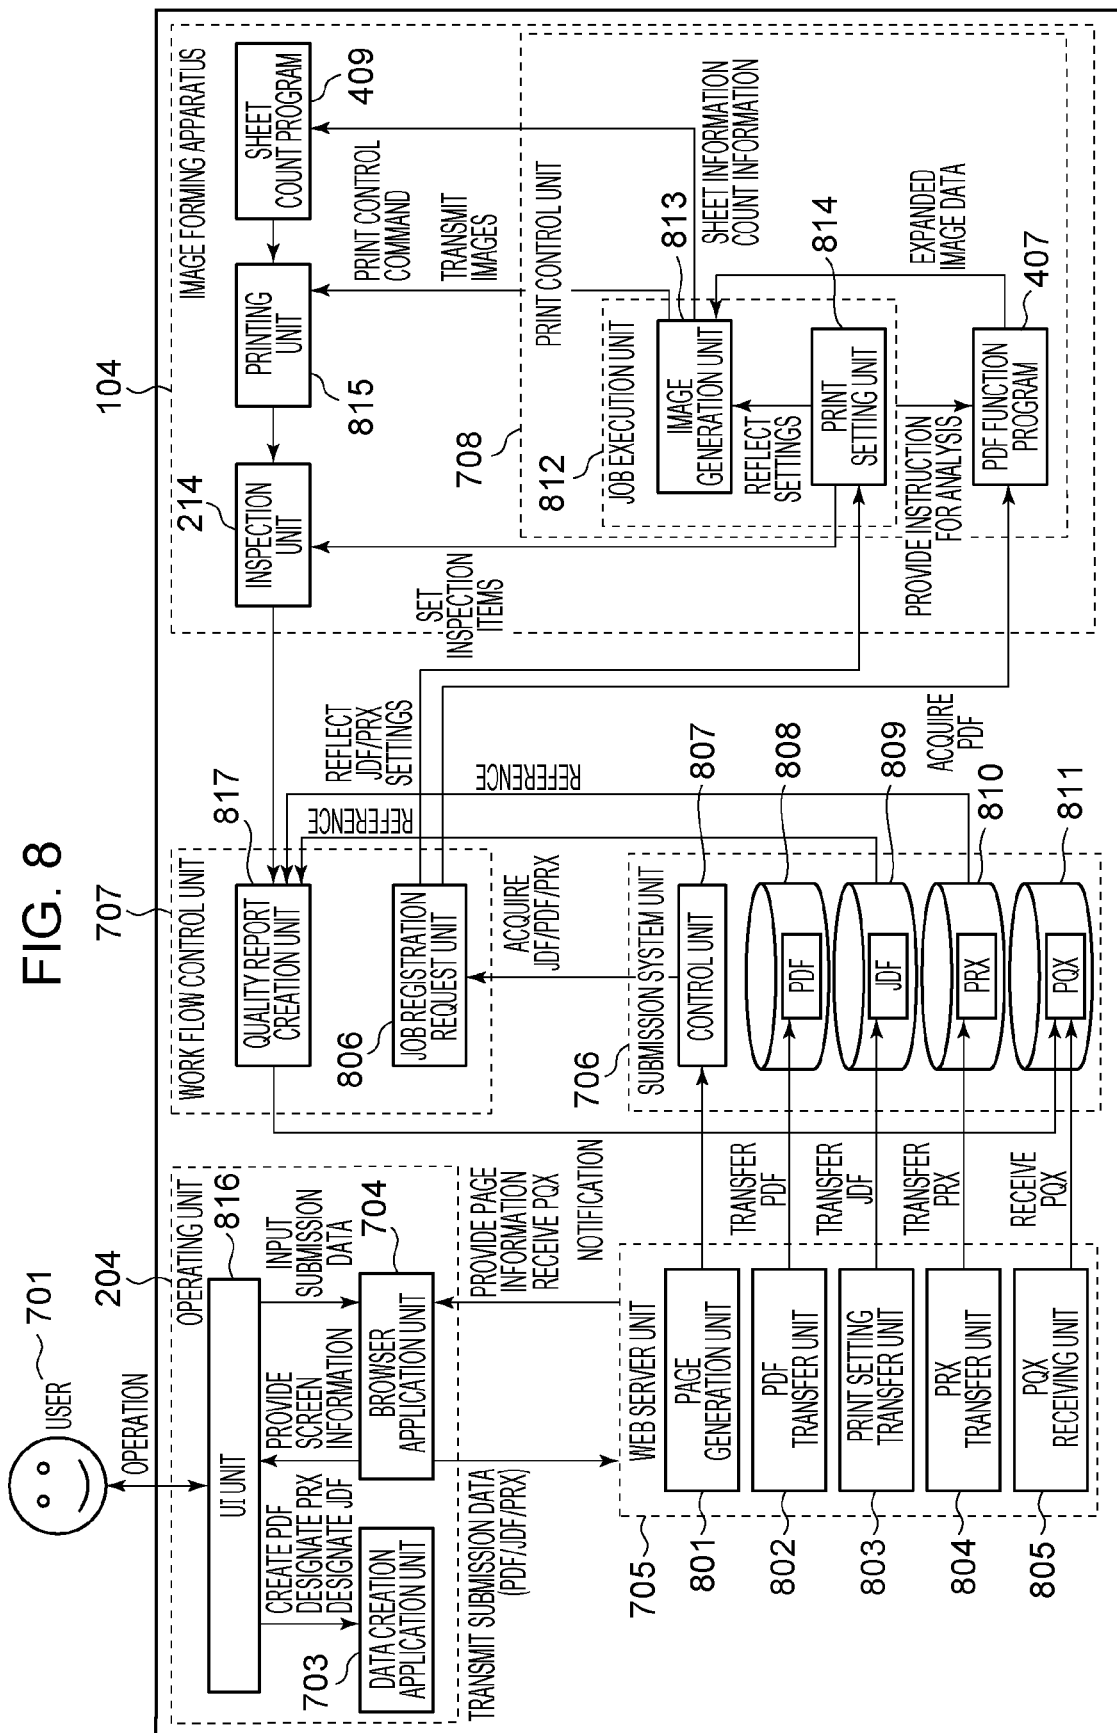 FIG. 8
701
USER
OPERATION
204
OPERATING UNIT
816
UI UNIT
CREATE PDF
DESIGNATE PRX
DESIGNATE JDF
PROVIDE
SCREEN
INFORMATION
INPUT
SUBMISSION
DATA
703
DATA CREATION
APPLICATION UNIT
704
BROWSER
APPLICATION UNIT
TRANSMIT SUBMISSION DATA
(PDF/JDF/PRX)
PROVIDE PAGE
INFORMATION
RECEIVE PQX
NOTIFICATION
705
WEB SERVER UNIT
801
PAGE
GENERATION UNIT
802
PDF
TRANSFER UNIT
803
PRINT SETTING
TRANSFER UNIT
804
PRX
TRANSFER UNIT
805
PQX
RECEIVING UNIT
TRANSFER
PDF
TRANSFER
JDF
TRANSFER
PRX
RECEIVE
PQX
707
WORK FLOW CONTROL UNIT
817
QUALITY REPORT
CREATION UNIT
806
JOB REGISTRATION
REQUEST UNIT
REFLECT
JDF/PRX
SETTINGS
REFERENCE
REFERENCE
ACQUIRE
JDF/PDF/PRX
706
SUBMISSION SYSTEM UNIT
CONTROL UNIT
807
PDF
808
JDF
809
PRX
810
PQX
811
ACQUIRE
PDF
104
IMAGE FORMING APPARATUS
214
INSPECTION
UNIT
PRINTING
UNIT
815
SHEET
COUNT PROGRAM
409
SET
INSPECTION
ITEMS
PRINT CONTROL
COMMAND
TRANSMIT
IMAGES
708
PRINT CONTROL UNIT
812
JOB EXECUTION UNIT
IMAGE
GENERATION UNIT
813
REFLECT
SETTINGS
SHEET INFORMATION
COUNT INFORMATION
PRINT
SETTING UNIT
814
PROVIDE INSTRUCTION
FOR ANALYSIS
EXPANDED
IMAGE DATA
PDF FUNCTION
PROGRAM
407